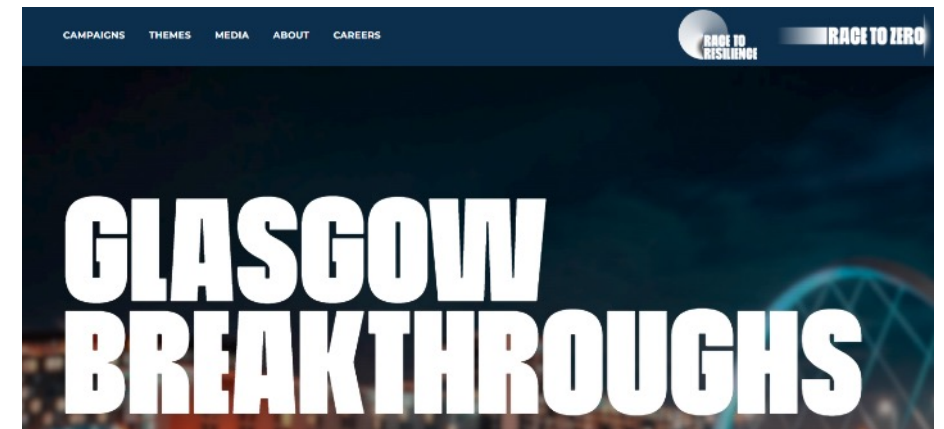 CAMPAIGNS THEMES MEDIA ABOUT CAREERS
RACE TO
RESILIENCE
RACE TO ZERO
GLASGOW
BREAKTHROUGHS